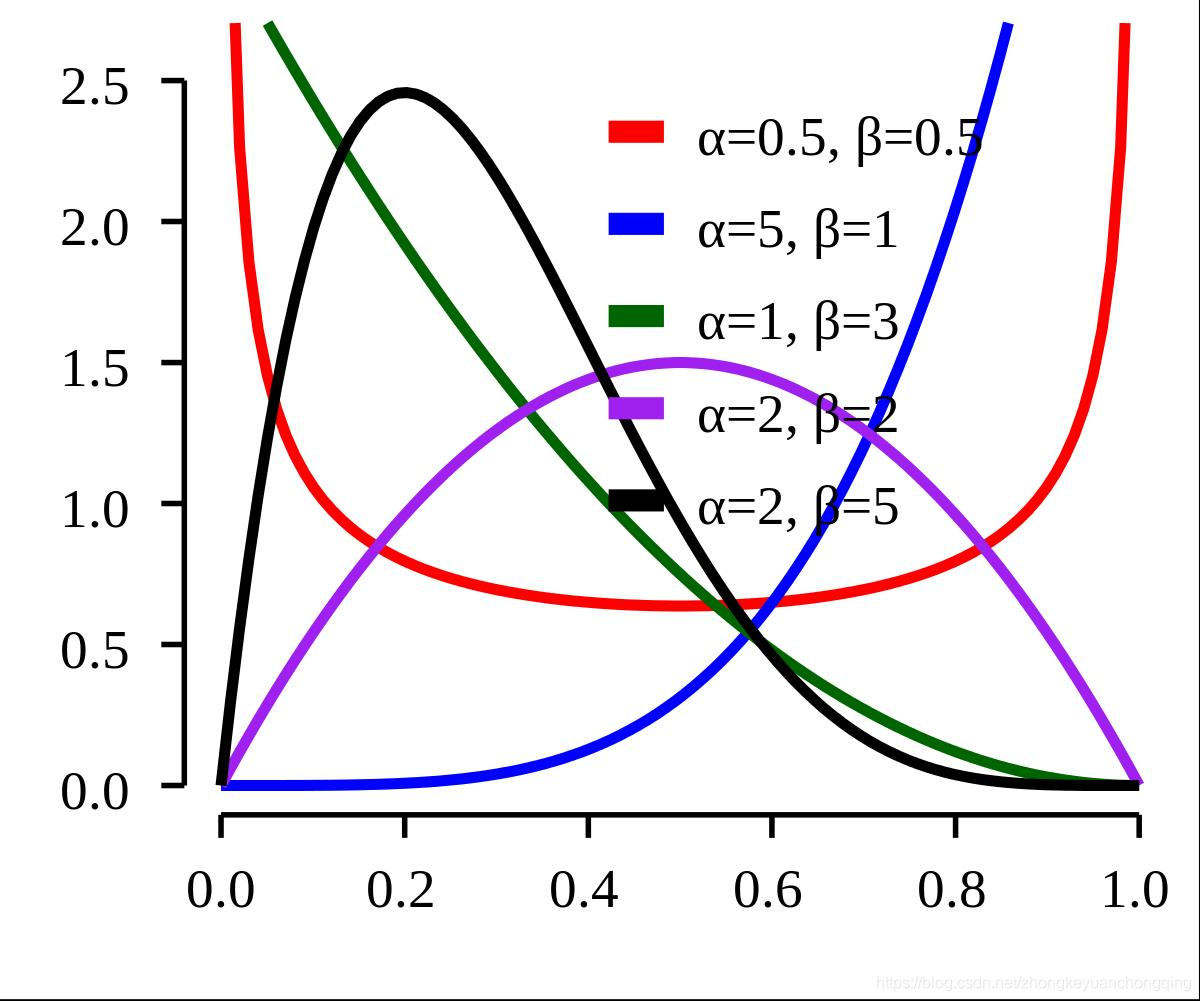 2.5
2.0
1.5
1.0
0.5
0.0
α=0.5, β=0.5
α=5, β=1
α=1, β=3
α=2, β=2
α=2, β=5
0.0 0.2 0.4 0.6 0.8 1.0
https://blog.csdn.net/zhongkeyuanchongqing